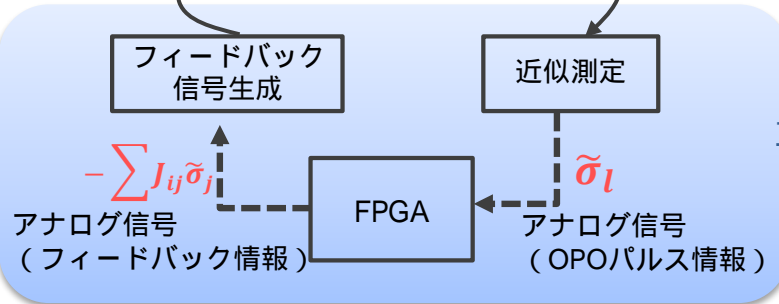 フィードバック
信号生成
近似測定
−∑J_{ij}σ̃_j
σ̃_l
FPGA
アナログ信号
(フィードバック情報)
アナログ信号
(OPOパルス情報)